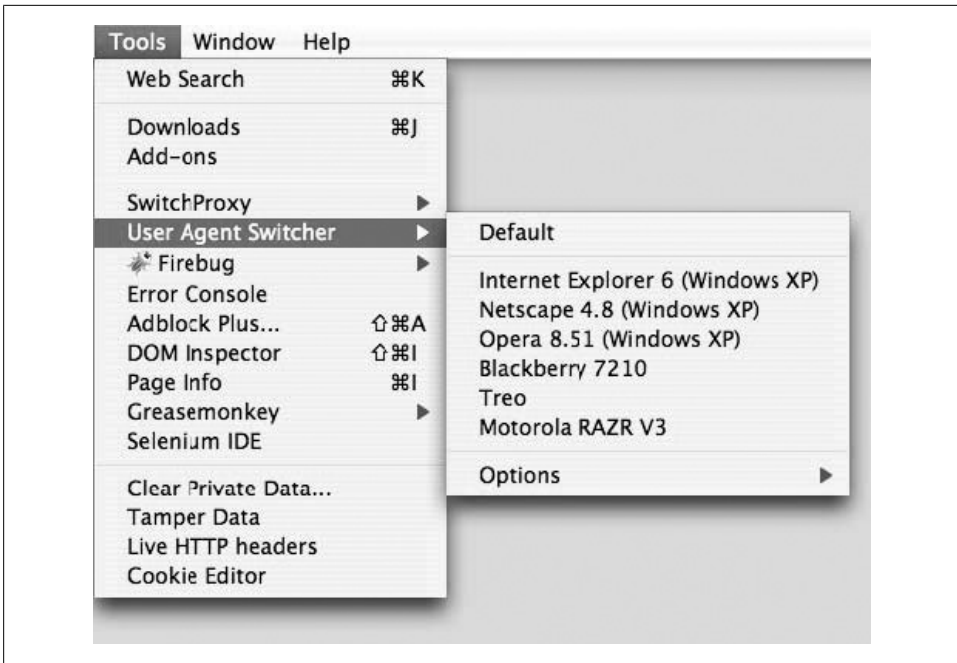 Tools Window Help
Web Search ⌘K
Downloads ⌘J
Add-ons
SwitchProxy ▶
User Agent Switcher ▶
Firebug ▶
Error Console
Adblock Plus... ⇧⌘A
DOM Inspector ⇧⌘I
Page Info ⌘I
Greasemonkey ▶
Selenium IDE
Clear Private Data...
Tamper Data
Live HTTP headers
Cookie Editor
Default
Internet Explorer 6 (Windows XP)
Netscape 4.8 (Windows XP)
Opera 8.51 (Windows XP)
Blackberry 7210
Treo
Motorola RAZR V3
Options ▶